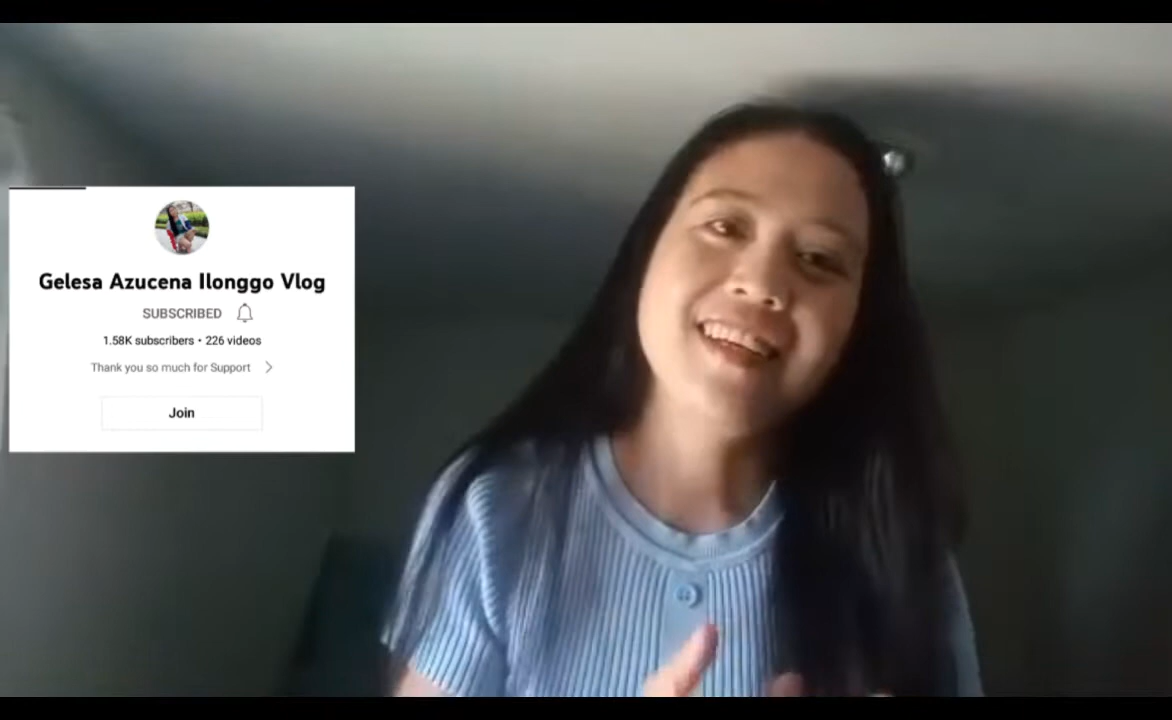 Gelesa Azucena Ilonggo Vlog
SUBSCRIBED
1.58K subscribers • 226 videos
Thank you so much for Support
Join